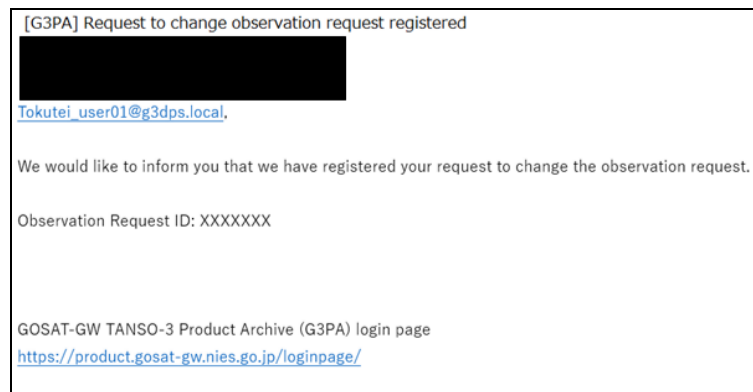 [G3PA] Request to change observation request registered
Tokutei_user01@g3dps.local,
We would like to inform you that we have registered your request to change the observation request.
Observation Request ID: XXXXXXX
GOSAT-GW TANSO-3 Product Archive (G3PA) login page
https://product.gosat-gw.nies.go.jp/loginpage/